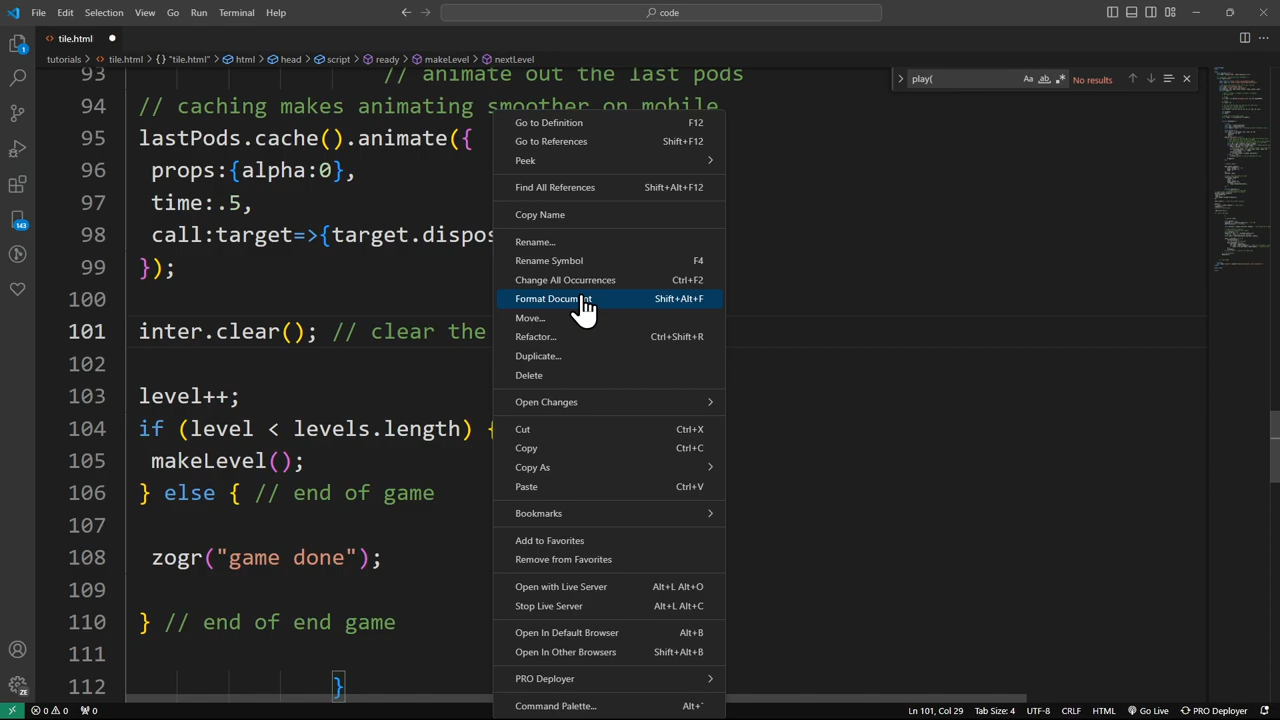 File Edit Selection View Go Run Terminal Help
code
tile.html
tutorials > tile.html > {} "tile.html" > html > head > script > ready > makeLevel > nextLevel
play(
Aa ab .*
No results
93 // animate out the last pods
94 // caching makes animating smoother on mobile
95 lastPods.cache().animate({
96 props:{alpha:0},
97 time:.5,
98 call:target=>{target.dispos
99 });
100
101 inter.clear(); // clear the
102
103 level++;
104 if (level < levels.length) {
105 makeLevel();
106 } else { // end of game
107
108 zogr("game done");
109
110 } // end of end game
111
112 }
Go to Definition F12
Go to References Shift+F12
Peek
Find All References Shift+Alt+F12
Copy Name
Rename...
Rename Symbol F4
Change All Occurrences Ctrl+F2
Format Document Shift+Alt+F
Move...
Refactor... Ctrl+Shift+R
Duplicate...
Delete
Open Changes
Cut Ctrl+X
Copy Ctrl+C
Copy As
Paste Ctrl+V
Bookmarks
Add to Favorites
Remove from Favorites
Open with Live Server Alt+L Alt+O
Stop Live Server Alt+L Alt+C
Open In Default Browser Alt+B
Open In Other Browsers Shift+Alt+B
PRO Deployer
Command Palette... Alt+`
1
143
ZE
0 0 0
Ln 101, Col 29 Tab Size: 4 UTF-8 CRLF HTML Go Live PRO Deployer